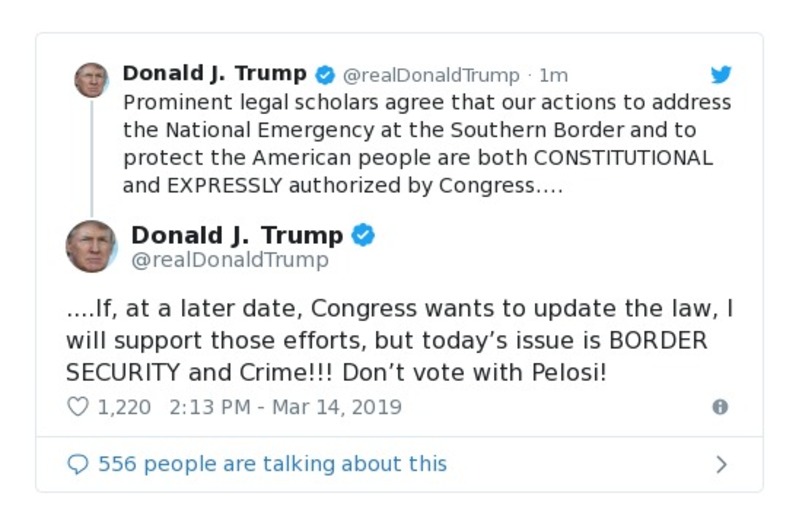 Donald J. Trump @realDonaldTrump · 1m
Prominent legal scholars agree that our actions to address
the National Emergency at the Southern Border and to
protect the American people are both CONSTITUTIONAL
and EXPRESSLY authorized by Congress....
Donald J. Trump
@realDonaldTrump
....If, at a later date, Congress wants to update the law, I
will support those efforts, but today’s issue is BORDER
SECURITY and Crime!!! Don’t vote with Pelosi!
1,220 2:13 PM - Mar 14, 2019
556 people are talking about this